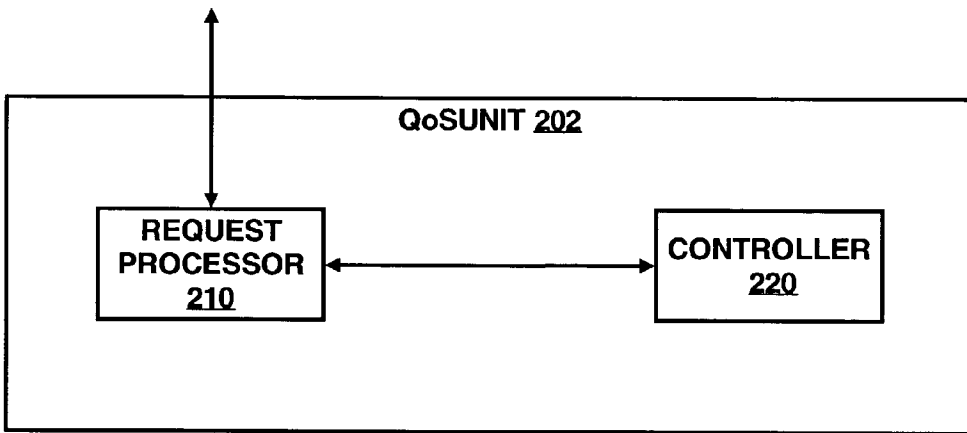 QoSUNIT 202
REQUEST
PROCESSOR
210
CONTROLLER
220